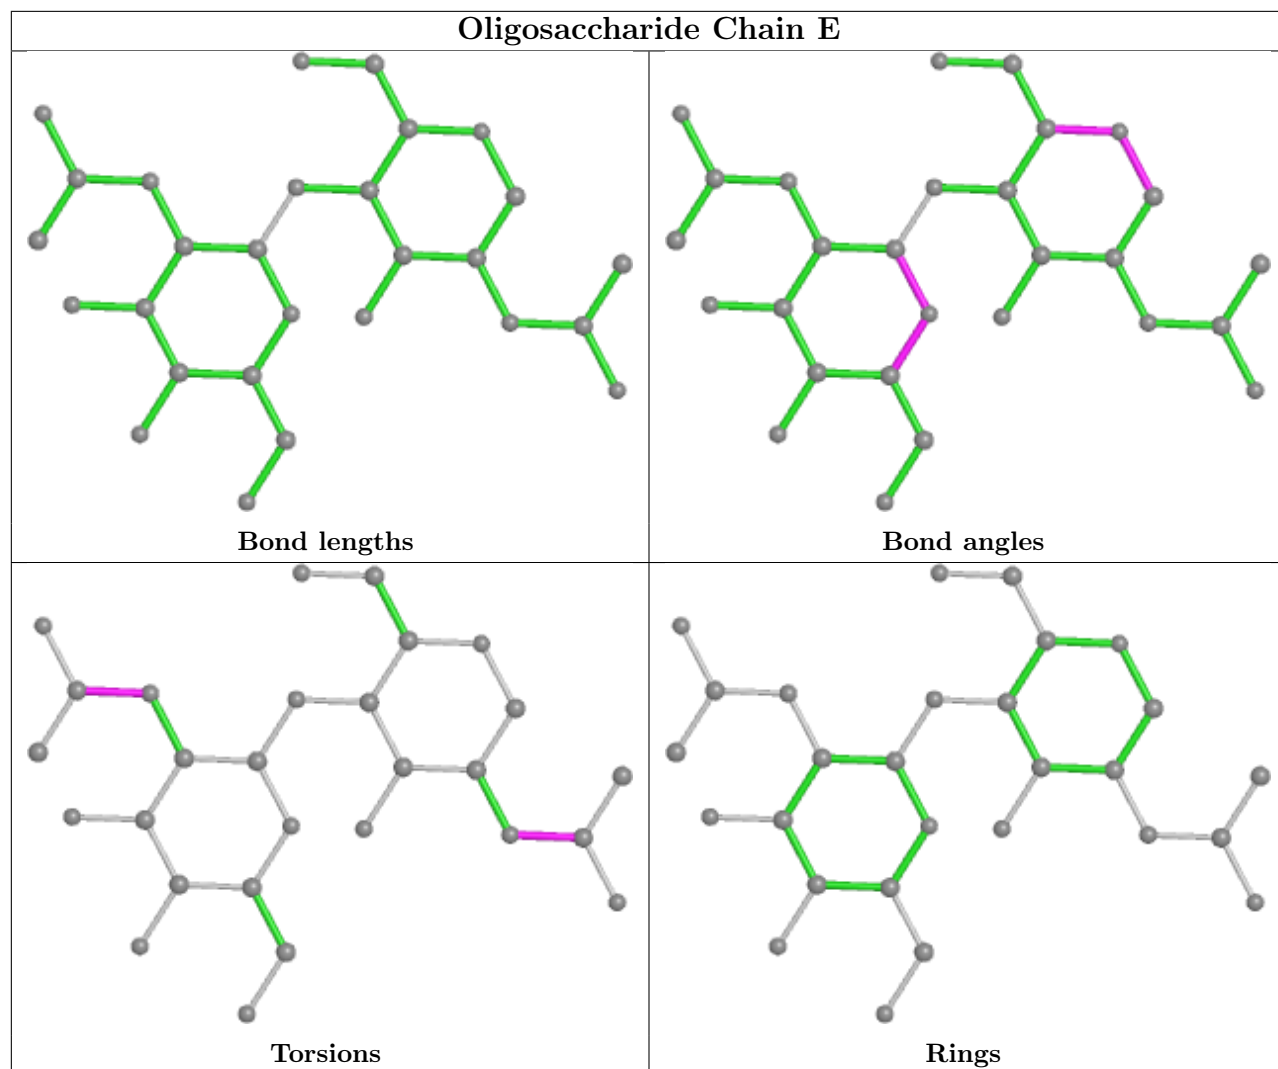 Oligosaccharide Chain E
Bond lengths
Bond angles
Torsions
Rings